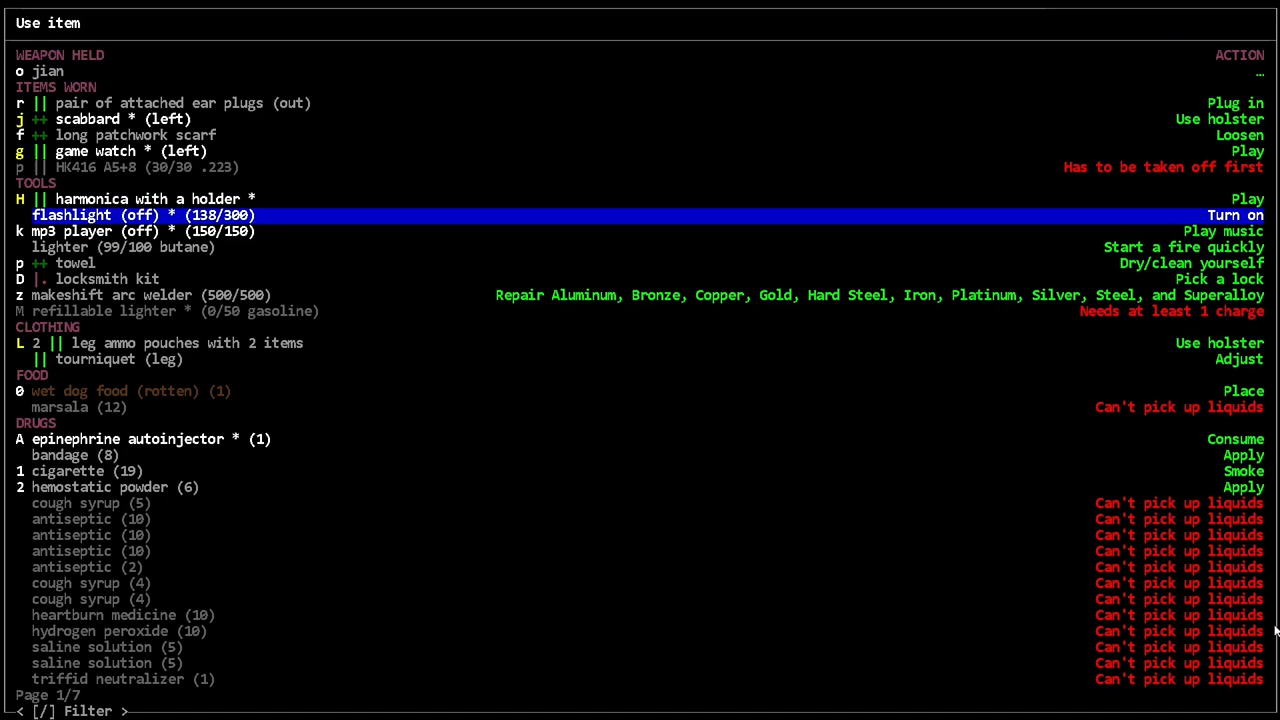 Use item
WEAPON HELD ACTION
o jian …
ITEMS WORN
r || pair of attached ear plugs (out) Plug in
j ++ scabbard * (left) Use holster
f ++ long patchwork scarf Loosen
g || game watch * (left) Play
p || HK416 A5+8 (30/30 .223) Has to be taken off first
TOOLS
H || harmonica with a holder * Play
flashlight (off) * (138/300) Turn on
k mp3 player (off) * (150/150) Play music
lighter (99/100 butane) Start a fire quickly
p ++ towel Dry/clean yourself
D |. locksmith kit Pick a lock
z makeshift arc welder (500/500) Repair Aluminum, Bronze, Copper, Gold, Hard Steel, Iron, Platinum, Silver, Steel, and Superalloy
M refillable lighter * (0/50 gasoline) Needs at least 1 charge
CLOTHING
L 2 || leg ammo pouches with 2 items Use holster
|| tourniquet (leg) Adjust
FOOD
0 wet dog food (rotten) (1) Place
marsala (12) Can't pick up liquids
DRUGS
A epinephrine autoinjector * (1) Consume
bandage (8) Apply
1 cigarette (19) Smoke
2 hemostatic powder (6) Apply
cough syrup (5) Can't pick up liquids
antiseptic (10) Can't pick up liquids
antiseptic (10) Can't pick up liquids
antiseptic (10) Can't pick up liquids
antiseptic (2) Can't pick up liquids
cough syrup (4) Can't pick up liquids
cough syrup (4) Can't pick up liquids
heartburn medicine (10) Can't pick up liquids
hydrogen peroxide (10) Can't pick up liquids
saline solution (5) Can't pick up liquids
saline solution (5) Can't pick up liquids
triffid neutralizer (1) Can't pick up liquids
Page 1/7
< [/] Filter >